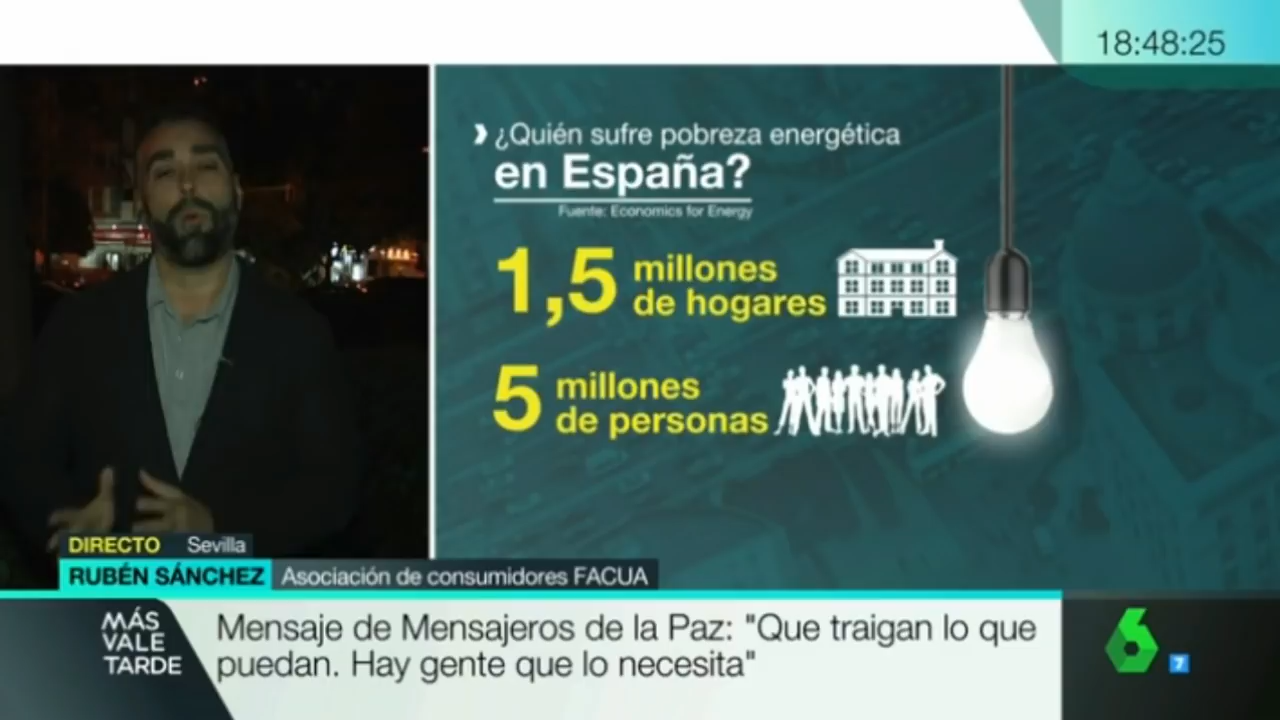 18:48:25
❯ ¿Quién sufre pobreza energética
en España?
Fuente: Economics for Energy
1,5 millones
de hogares
5 millones
de personas
DIRECTO Sevilla
RUBÉN SÁNCHEZ Asociación de consumidores FACUA
MÁS
VALE
TARDE
Mensaje de Mensajeros de la Paz: "Que traigan lo que
puedan. Hay gente que lo necesita"
6
7